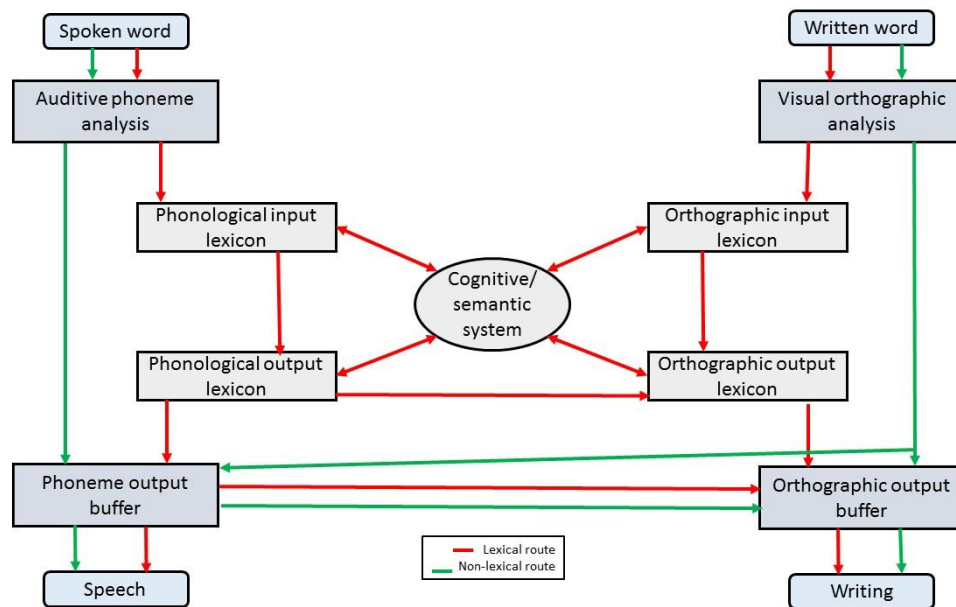 Spoken word
Written word
Auditive phoneme
analysis
Visual orthographic
analysis
Phonological input
lexicon
Orthographic input
lexicon
Cognitive/
semantic
system
Phonological output
lexicon
Orthographic output
lexicon
Phoneme output
buffer
Orthographic output
buffer
Lexical route
Non-lexical route
Speech
Writing